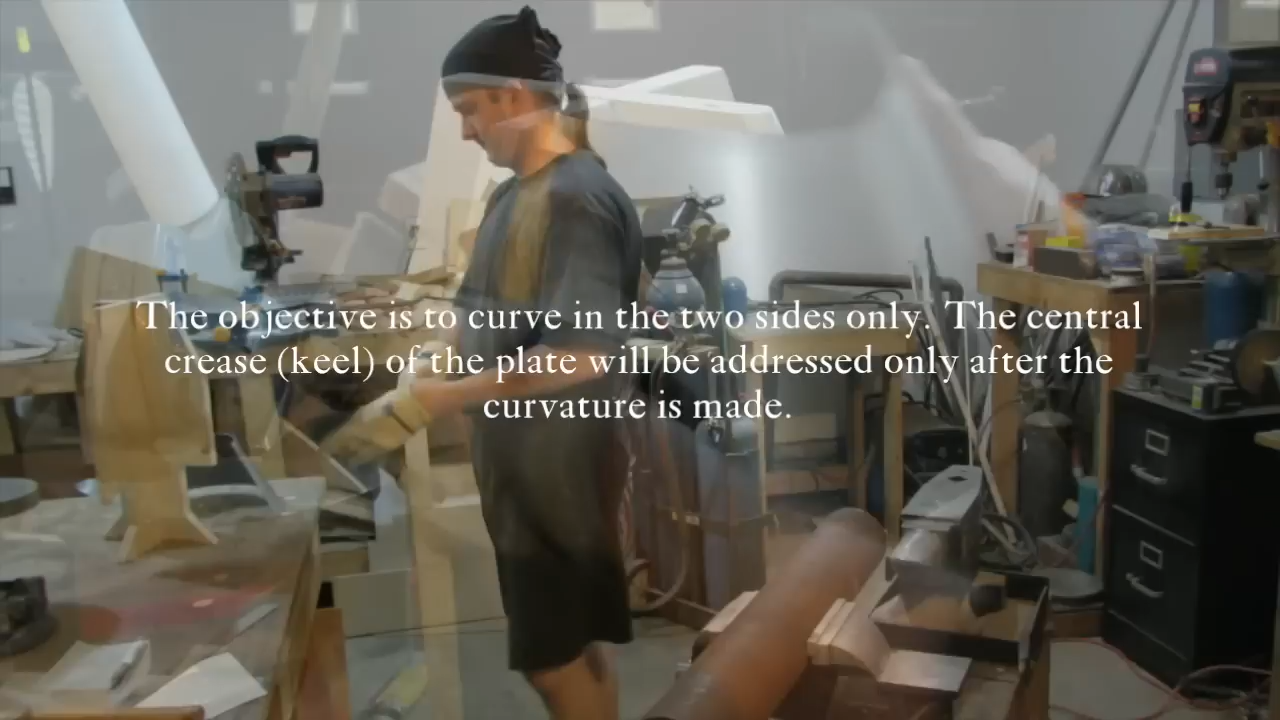 The objective is to curve in the two sides only. The central
crease (keel) of the plate will be addressed only after the
curvature is made.